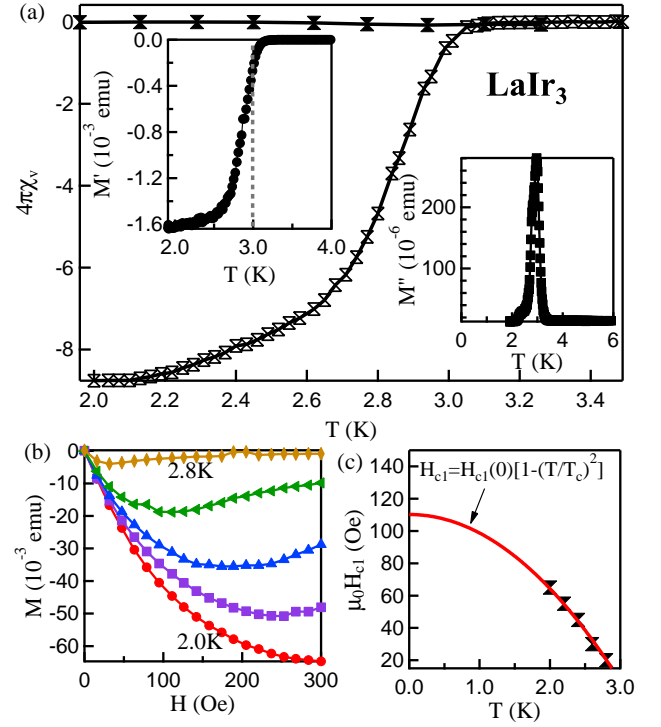 (a)
LaIr3
4πχv
0
-2
-4
-6
-8
2.0 2.2 2.4 2.6 2.8 3.0 3.2 3.4
T (K)
M' (10-3 emu)
0.0
-0.4
-0.8
-1.2
-1.6
2.0 3.0 4.0
T (K)
M" (10-6 emu)
200
100
0 2 4 6
T (K)
(b)
M (10-3 emu)
0
-10
-20
-30
-40
-50
-60
2.8K
2.0K
0 100 200 300
H (Oe)
(c)
Hc1=Hc1(0)[1-(T/Tc)2]
μ0Hc1 (Oe)
140
120
100
80
60
40
20
0.0 1.0 2.0 3.0
T (K)